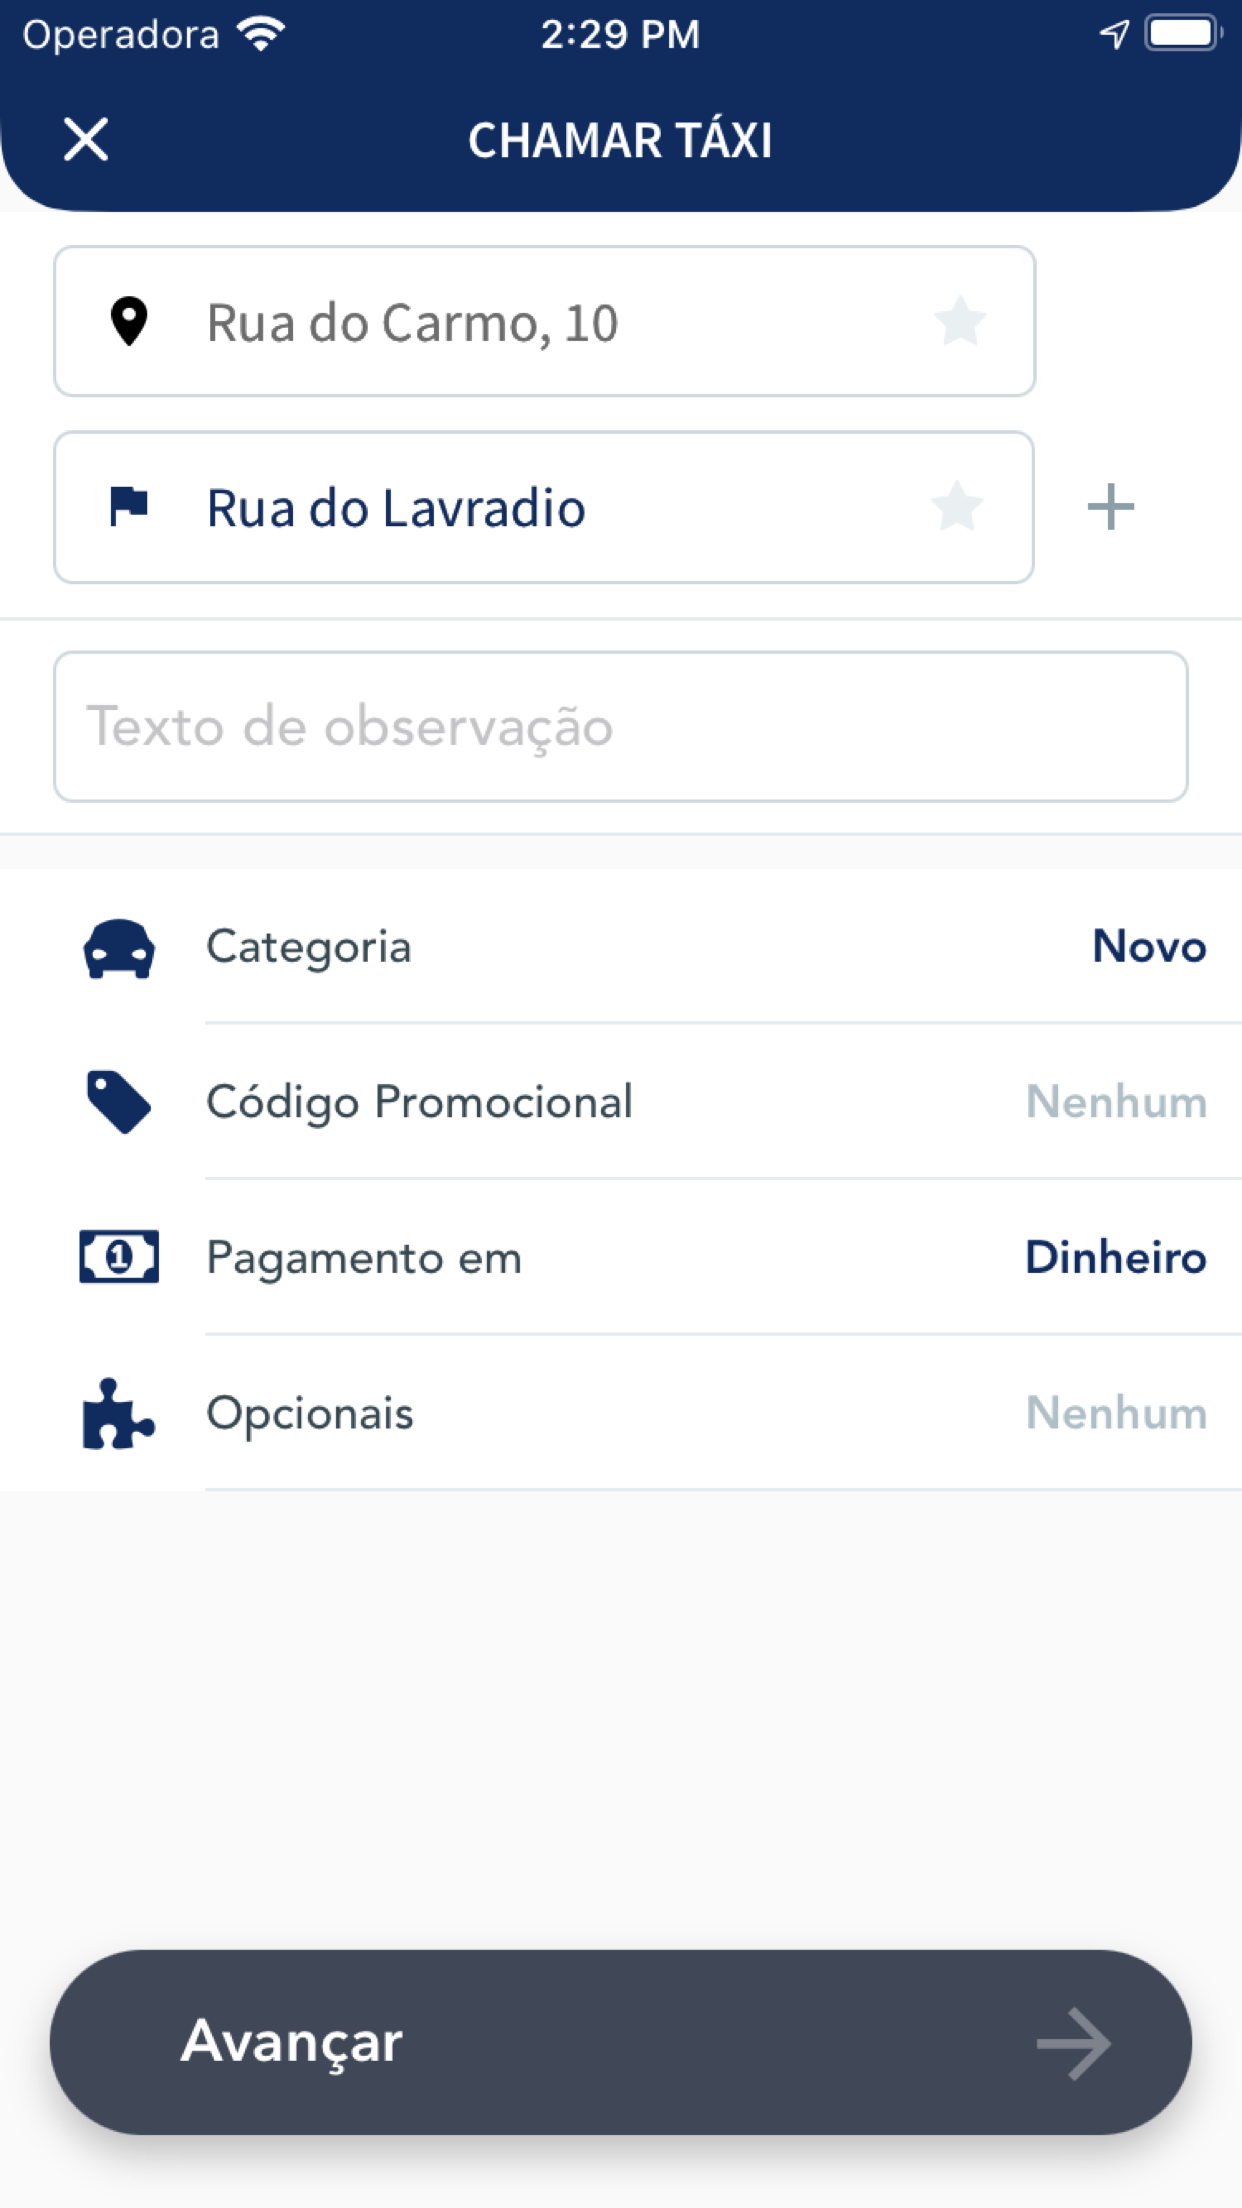 Operadora 2:29 PM
CHAMAR TÁXI
Rua do Carmo, 10
Rua do Lavradio
Texto de observação
Categoria Novo
Código Promocional Nenhum
Pagamento em Dinheiro
Opcionais Nenhum
Avançar